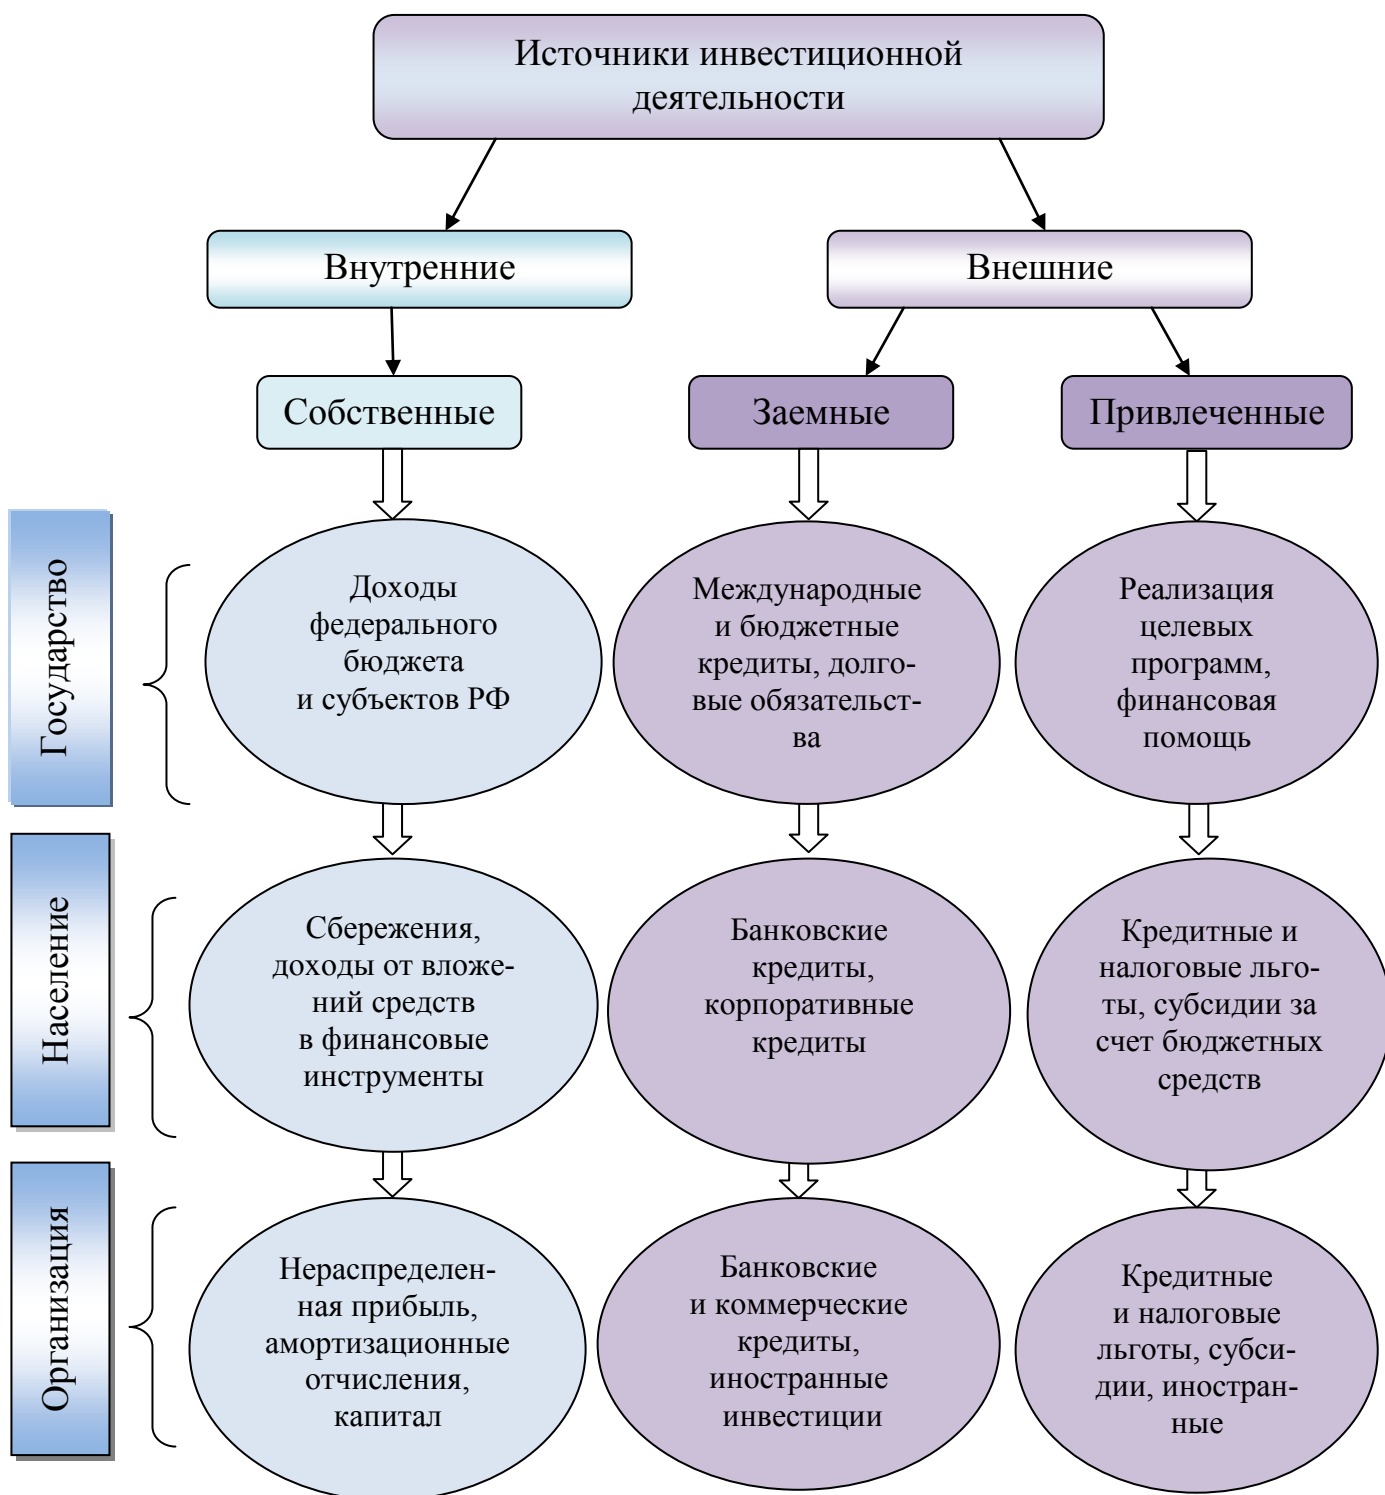 Источники инвестиционной
деятельности
Внутренние
Внешние
Собственные
Заемные
Привлеченные
Государство
Доходы
федерального
бюджета
и субъектов РФ
Международные
и бюджетные
кредиты, долго-
вые обязательст-
ва
Реализация
целевых
программ,
финансовая
помощь
Население
Сбережения,
доходы от вложе-
ний средств
в финансовые
инструменты
Банковские
кредиты,
корпоративные
кредиты
Кредитные и
налоговые льго-
ты, субсидии за
счет бюджетных
средств
Организация
Нераспределен-
ная прибыль,
амортизационные
отчисления,
капитал
Банковские
и коммерческие
кредиты,
иностранные
инвестиции
Кредитные
и налоговые
льготы, субси-
дии, иностран-
ные